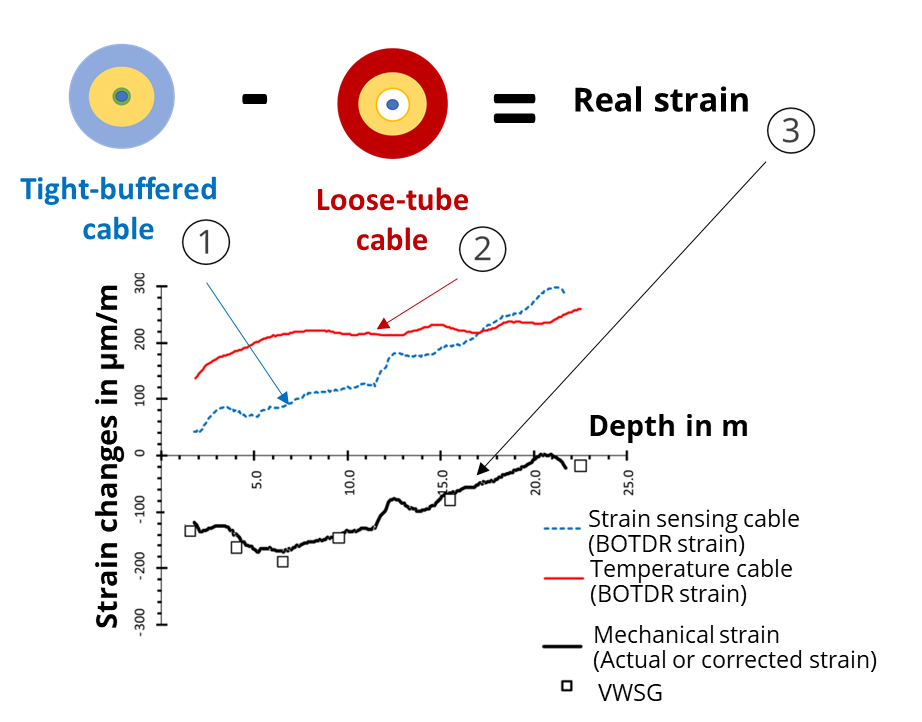 -
=
Real strain
3
Tight-buffered
cable
Loose-tube
cable
1
2
Strain changes in μm/m
300
200
100
0
-100
-200
-300
Depth in m
5.0
10.0
15.0
20.0
25.0
Strain sensing cable
(BOTDR strain)
Temperature cable
(BOTDR strain)
Mechanical strain
(Actual or corrected strain)
VWSG